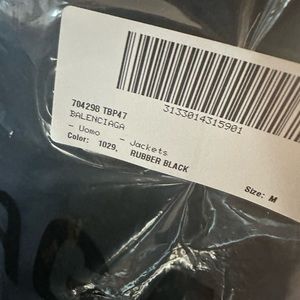 3133014315901
704298 TBP47
BALENCIAGA
- Uomo - Jackets
Color: 1029, RUBBER BLACK
Size: M